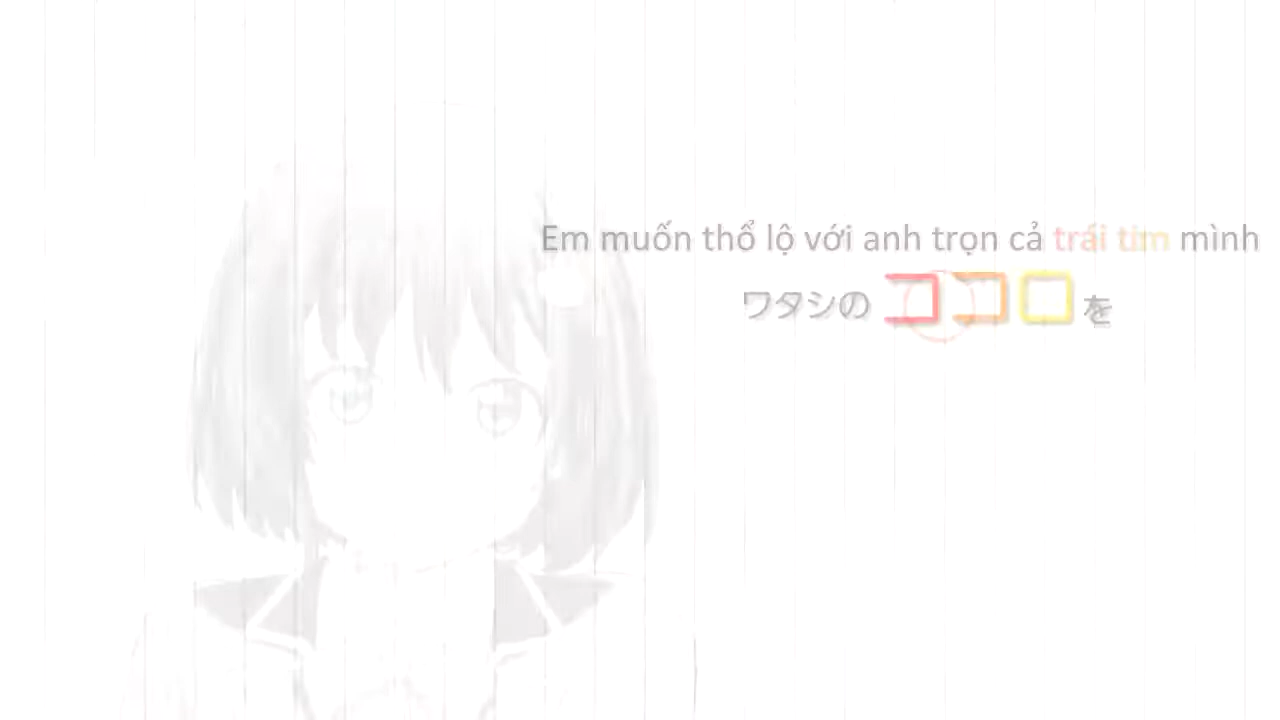 Em muốn thổ lộ với anh trọn cả trái tim mình
ワタシのココロを